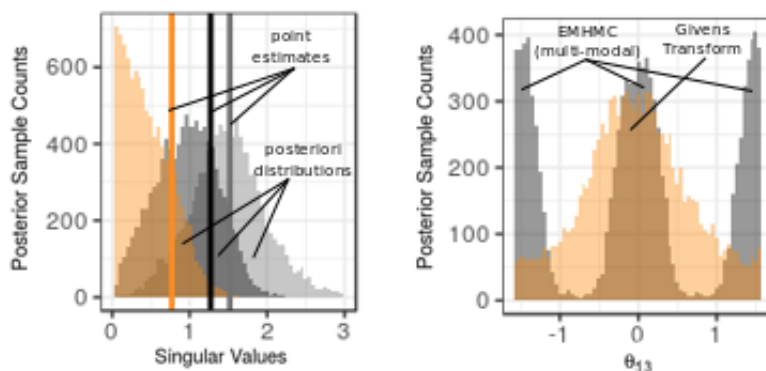 point
estimates
posteriori
distributions
600
400
200
0
0
1
2
3
Posterior Sample Counts
Singular Values
EMHMC
(multi-modal)
Givens
Transform
400
300
200
100
0
-1
0
1
Posterior Sample Counts
θ13